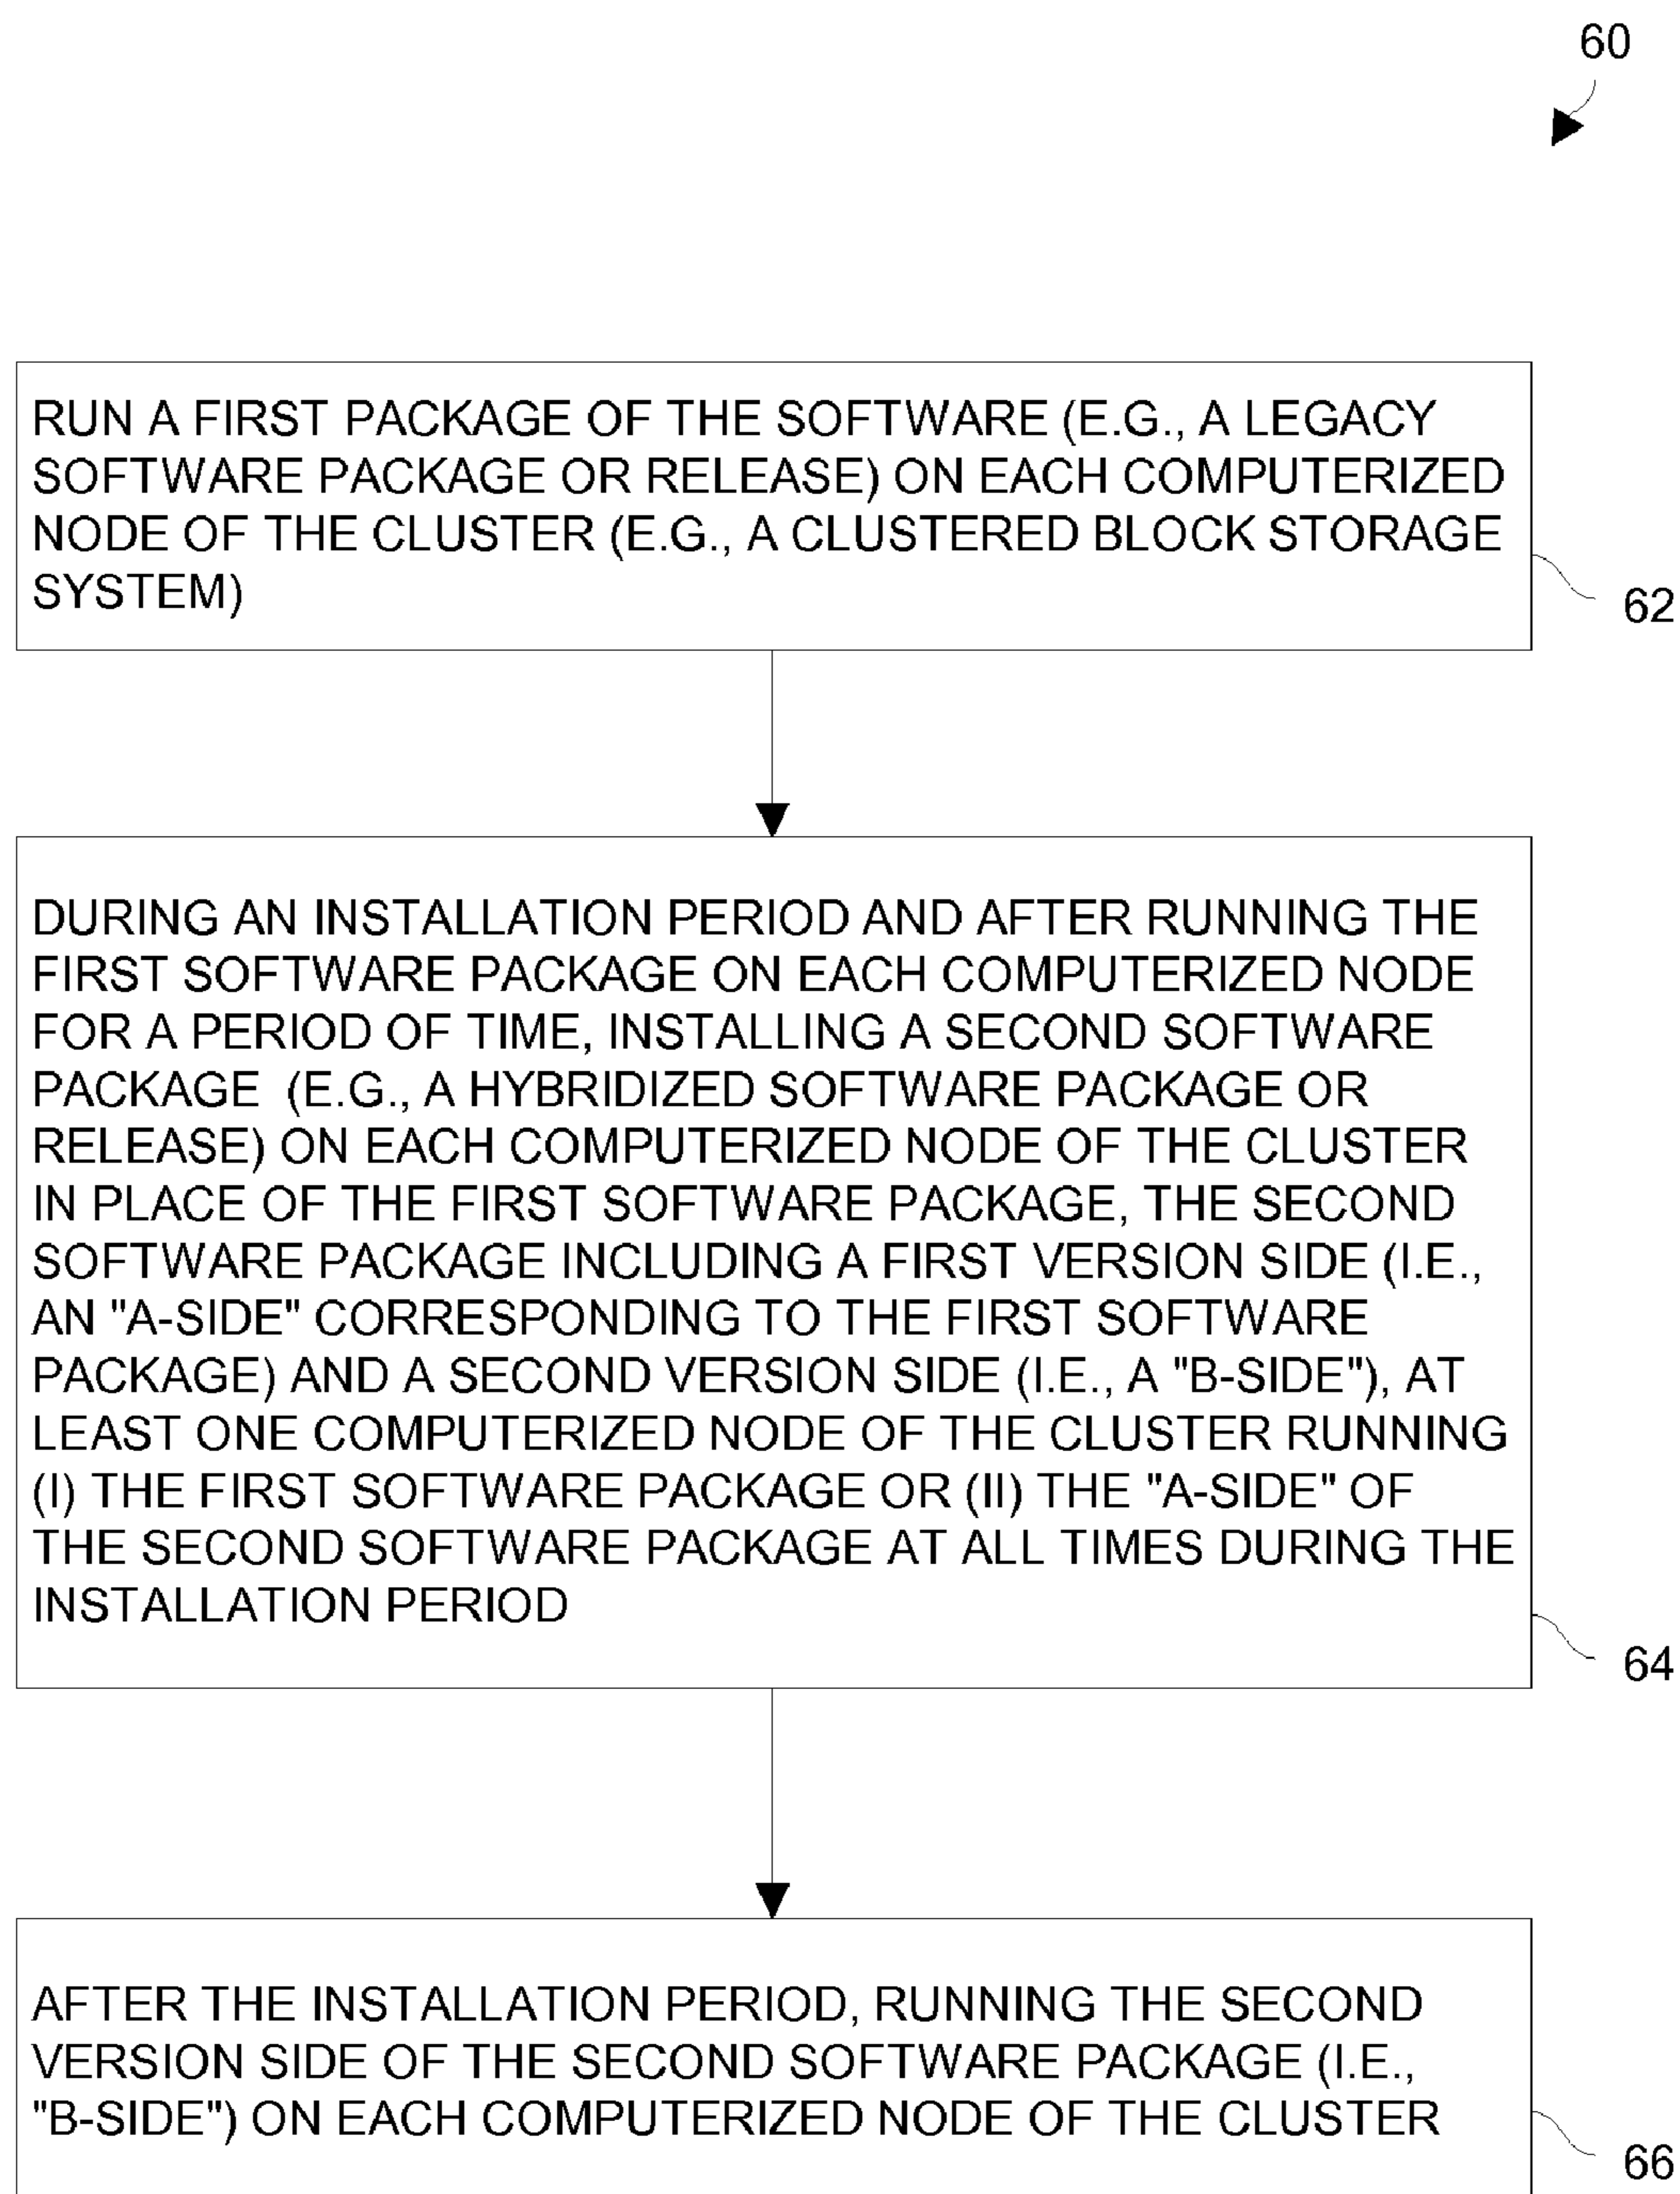 60
RUN A FIRST PACKAGE OF THE SOFTWARE (E.G., A LEGACY
SOFTWARE PACKAGE OR RELEASE) ON EACH COMPUTERIZED
NODE OF THE CLUSTER (E.G., A CLUSTERED BLOCK STORAGE
SYSTEM)
62
DURING AN INSTALLATION PERIOD AND AFTER RUNNING THE
FIRST SOFTWARE PACKAGE ON EACH COMPUTERIZED NODE
FOR A PERIOD OF TIME, INSTALLING A SECOND SOFTWARE
PACKAGE (E.G., A HYBRIDIZED SOFTWARE PACKAGE OR
RELEASE) ON EACH COMPUTERIZED NODE OF THE CLUSTER
IN PLACE OF THE FIRST SOFTWARE PACKAGE, THE SECOND
SOFTWARE PACKAGE INCLUDING A FIRST VERSION SIDE (I.E.,
AN "A-SIDE" CORRESPONDING TO THE FIRST SOFTWARE
PACKAGE) AND A SECOND VERSION SIDE (I.E., A "B-SIDE"), AT
LEAST ONE COMPUTERIZED NODE OF THE CLUSTER RUNNING
(I) THE FIRST SOFTWARE PACKAGE OR (II) THE "A-SIDE" OF
THE SECOND SOFTWARE PACKAGE AT ALL TIMES DURING THE
INSTALLATION PERIOD
64
AFTER THE INSTALLATION PERIOD, RUNNING THE SECOND
VERSION SIDE OF THE SECOND SOFTWARE PACKAGE (I.E.,
"B-SIDE") ON EACH COMPUTERIZED NODE OF THE CLUSTER
66